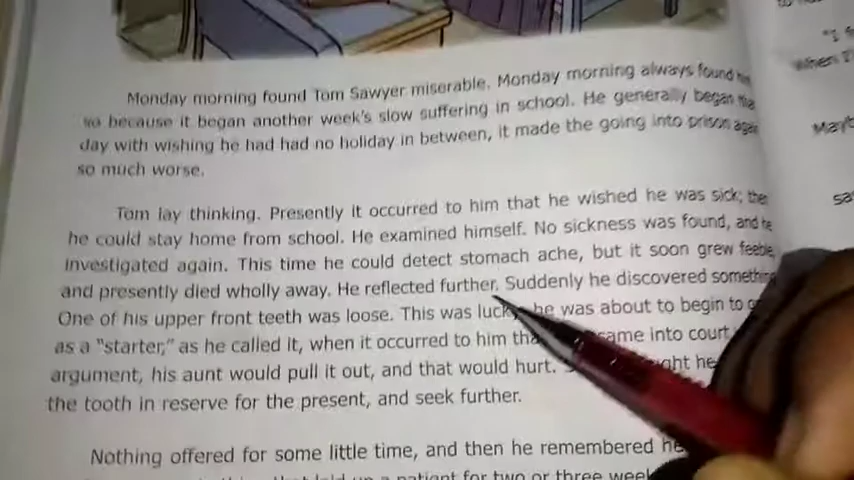 Monday morning found Tom Sawyer miserable. Monday morning always found him
so because it began another week's slow suffering in school. He generally began that
day with wishing he had had no holiday in between, it made the going into prison again
so much worse.
Tom lay thinking. Presently it occurred to him that he wished he was sick; then
he could stay home from school. He examined himself. No sickness was found, and he
investigated again. This time he could detect stomach ache, but it soon grew feeble,
and presently died wholly away. He reflected further. Suddenly he discovered something
One of his upper front teeth was loose. This was lucky he was about to begin to
as a "starter," as he called it, when it occurred to him came into court
argument, his aunt would pull it out, and that would hurt. he
the tooth in reserve for the present, and seek further.
Nothing offered for some little time, and then he remembered
a patient for two or three
"I
When I
Mayb